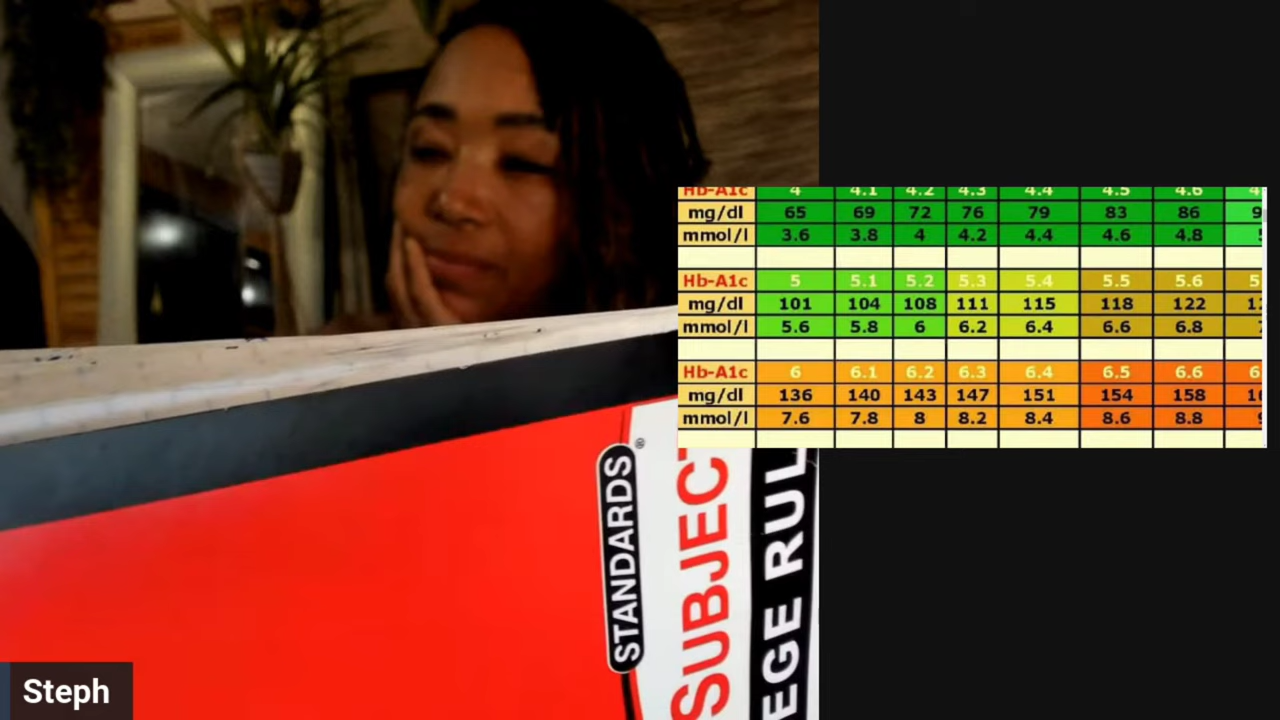 Hb-A1c 4 4.1 4.2 4.3 4.4 4.5 4.6
mg/dl 65 69 72 76 79 83 86
mmol/l 3.6 3.8 4 4.2 4.4 4.6 4.8
Hb-A1c 5 5.1 5.2 5.3 5.4 5.5 5.6
mg/dl 101 104 108 111 115 118 122
mmol/l 5.6 5.8 6 6.2 6.4 6.6 6.8
Hb-A1c 6 6.1 6.2 6.3 6.4 6.5 6.6
mg/dl 136 140 143 147 151 154 158
mmol/l 7.6 7.8 8 8.2 8.4 8.6 8.8
STANDARDS®
SUBJECT
EGE RUL
Steph